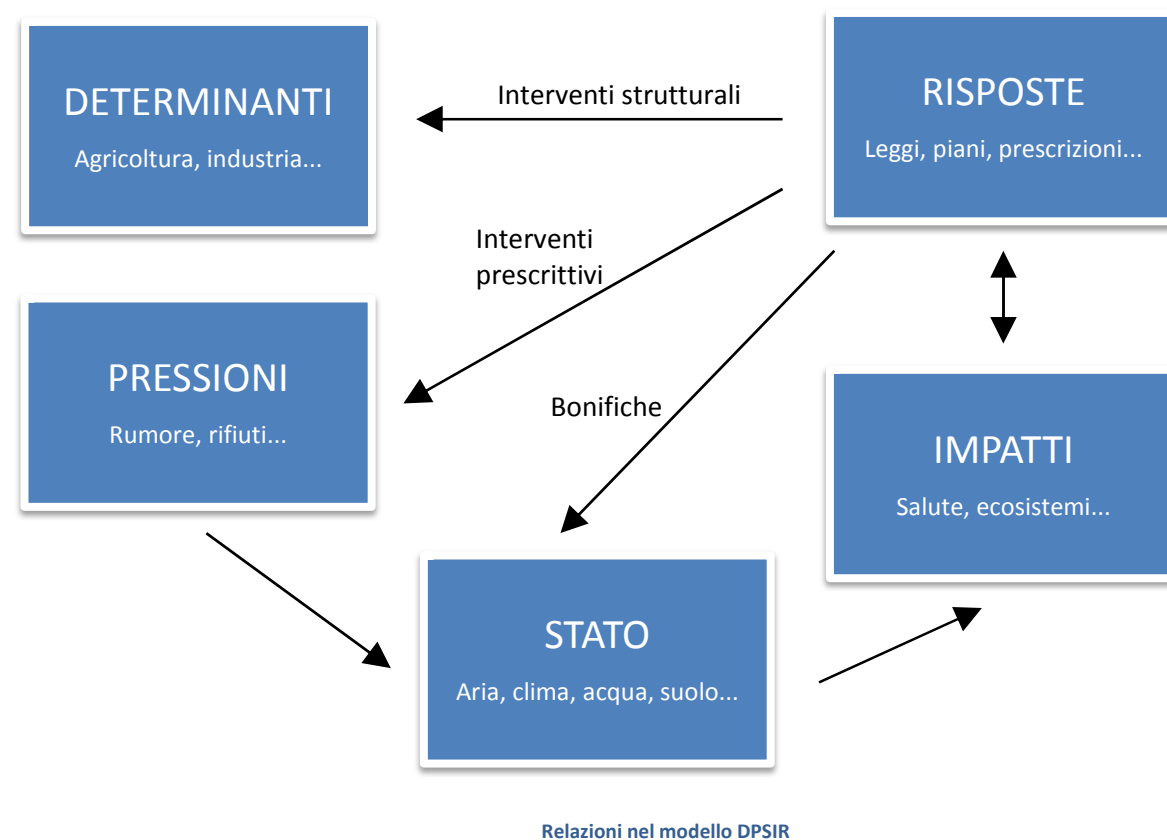 DETERMINANTI
Agricoltura, industria...
Interventi strutturali
RISPOSTE
Leggi, piani, prescrizioni...
Interventi
prescrittivi
PRESSIONI
Rumore, rifiuti...
Bonifiche
IMPATTI
Salute, ecosistemi...
STATO
Aria, clima, acqua, suolo...
Relazioni nel modello DPSIR